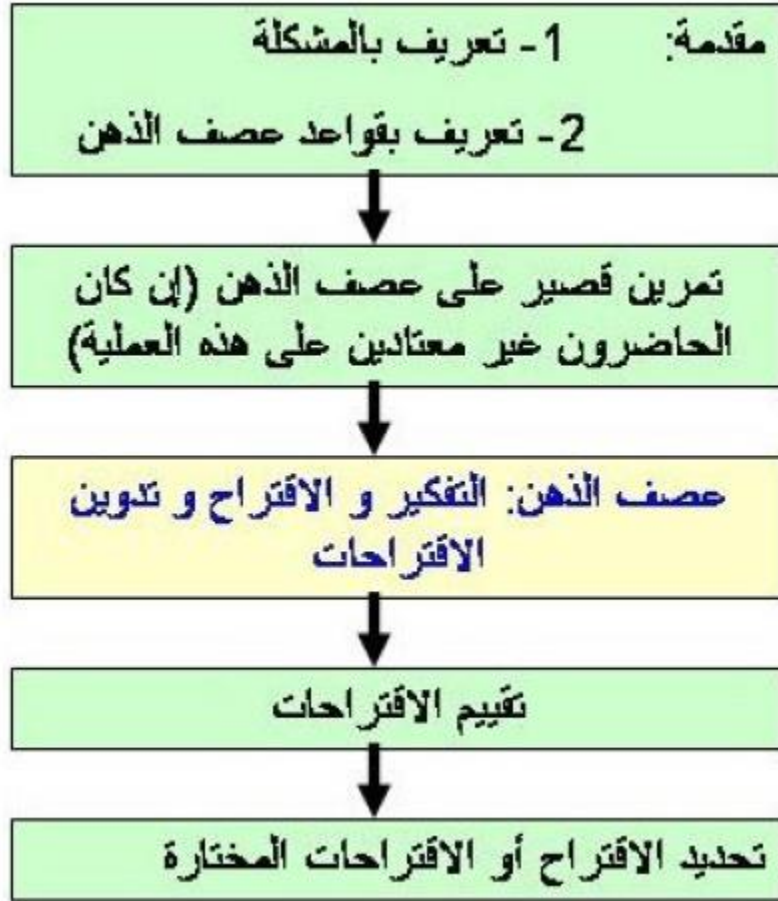 مقدمة: 1- تعريف بالمشكلة
2- تعريف بقواعد عصف الذهن
تمرين قصير على عصف الذهن (إن كان
الحاضرون غير معتادين على هذه العملية)
عصف الذهن: التفكير و الاقتراح و تدوين
الاقتراحات
تقييم الاقتراحات
تحديد الاقتراح أو الاقتراحات المختارة